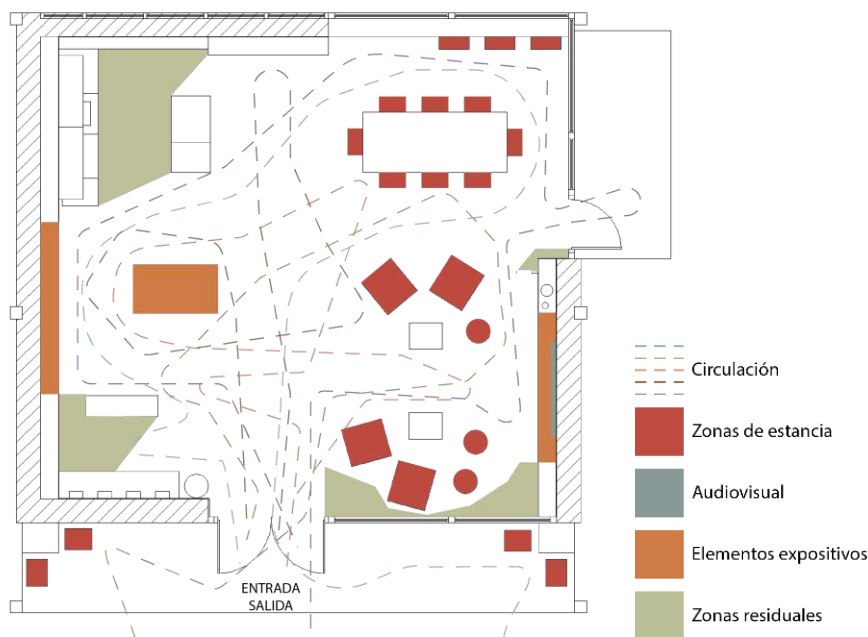 Circulación
Zonas de estancia
Audiovisual
Elementos expositivos
Zonas residuales
ENTRADA
SALIDA